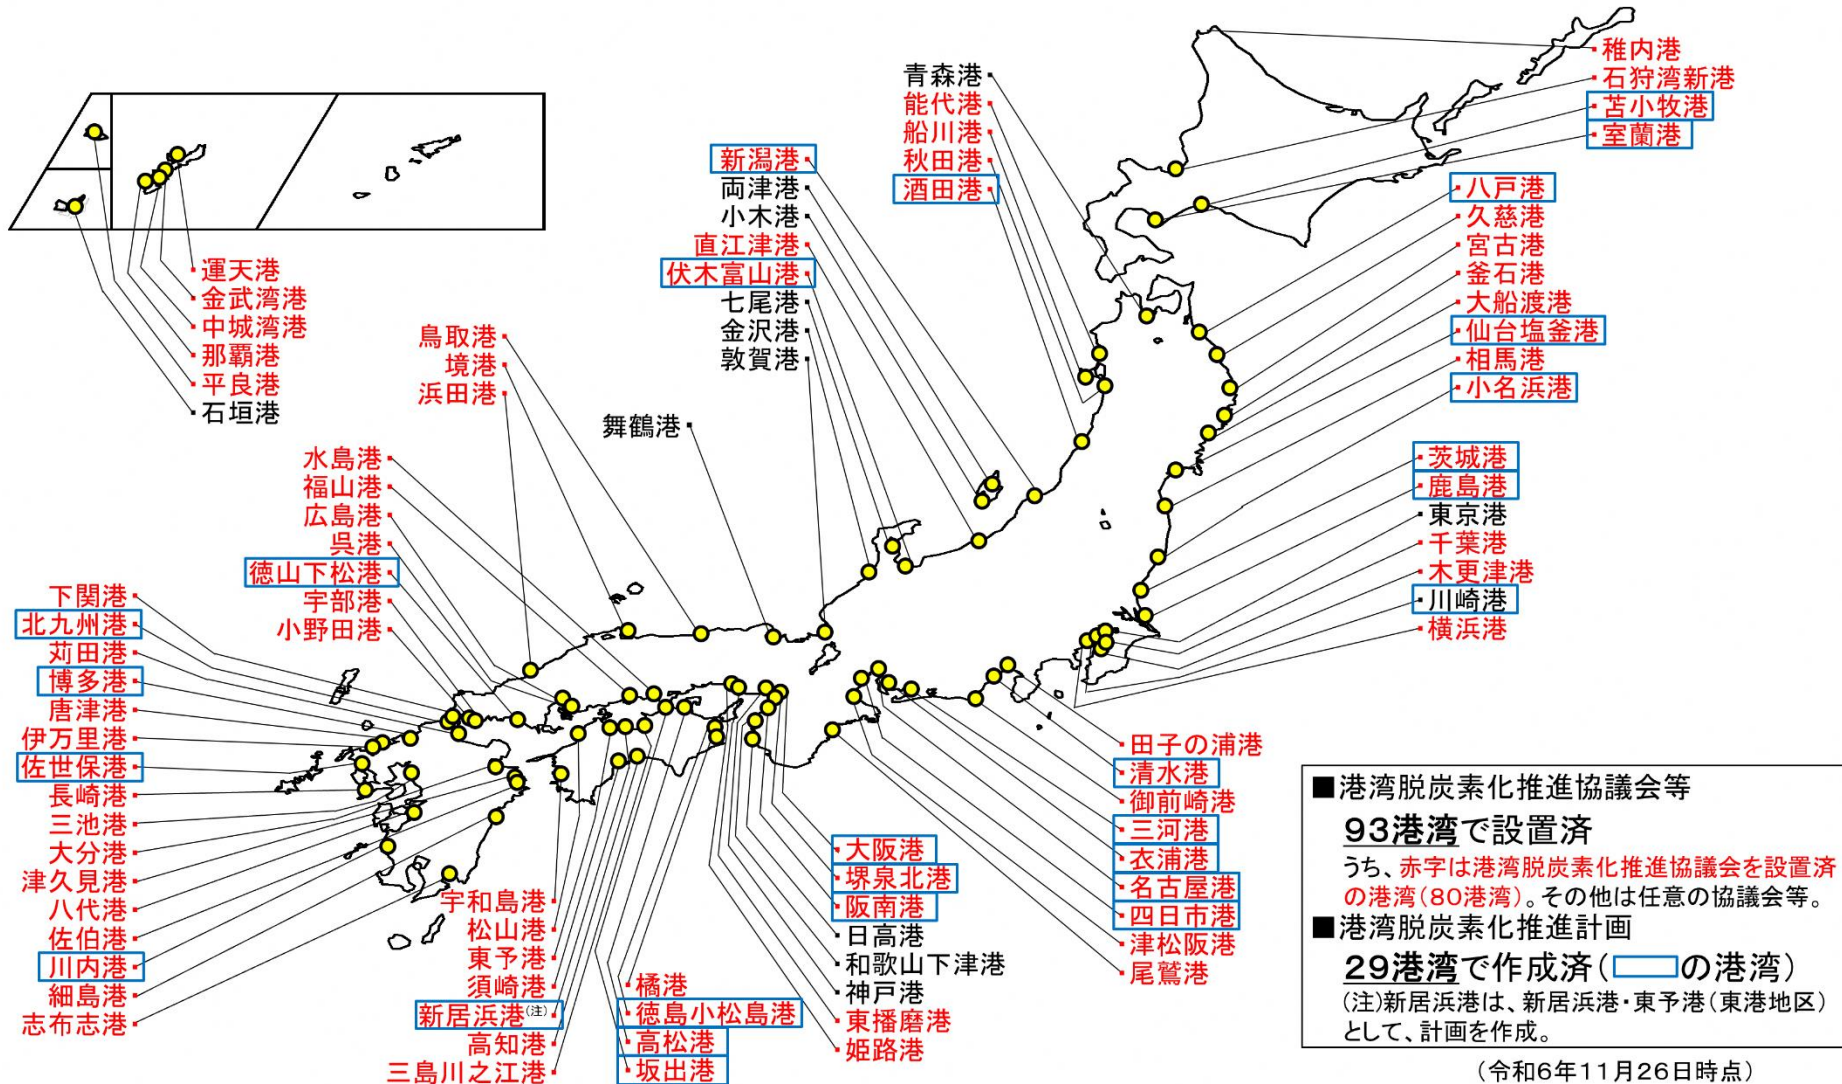 稚内港
石狩湾新港
苫小牧港
室蘭港
青森港
能代港
船川港
秋田港
酒田港
新潟港
両津港
小木港
直江津港
伏木富山港
七尾港
金沢港
敦賀港
八戸港
久慈港
宮古港
釜石港
大船渡港
仙台塩釜港
相馬港
小名浜港
茨城港
鹿島港
東京港
千葉港
木更津港
川崎港
横浜港
運天港
金武湾港
中城湾港
那覇港
平良港
石垣港
鳥取港
境港
浜田港
舞鶴港
水島港
福山港
広島港
呉港
徳山下松港
宇部港
小野田港
下関港
北九州港
苅田港
博多港
唐津港
伊万里港
佐世保港
長崎港
三池港
大分港
津久見港
八代港
佐伯港
川内港
細島港
志布志港
宇和島港
松山港
東予港
須崎港
新居浜港(注)
高知港
三島川之江港
橘港
徳島小松島港
高松港
坂出港
大阪港
堺泉北港
阪南港
日高港
和歌山下津港
神戸港
東播磨港
姫路港
田子の浦港
清水港
御前崎港
三河港
衣浦港
名古屋港
四日市港
津松阪港
尾鷲港
■港湾脱炭素化推進協議会等
93港湾で設置済
うち、赤字は港湾脱炭素化推進協議会を設置済
の港湾(80港湾)。その他は任意の協議会等。
■港湾脱炭素化推進計画
29港湾で作成済(の港湾)
(注)新居浜港は、新居浜港・東予港(東港地区)
として、計画を作成。
(令和6年11月26日時点)